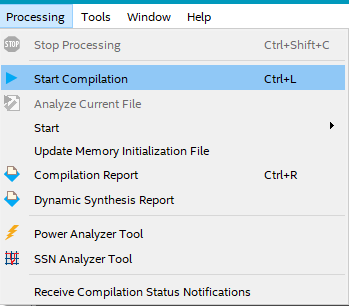 Processing Tools Window Help
Stop Processing Ctrl+Shift+C
Start Compilation Ctrl+L
Analyze Current File
Start
Update Memory Initialization File
Compilation Report Ctrl+R
Dynamic Synthesis Report
Power Analyzer Tool
SSN Analyzer Tool
Receive Compilation Status Notifications